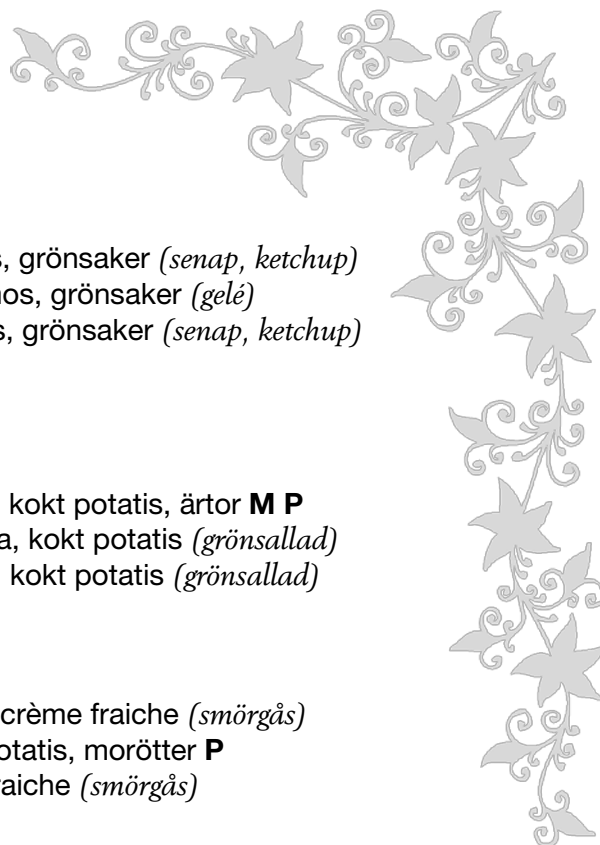 , grönsaker (senap, ketchup)
os, grönsaker (gelé)
s, grönsaker (senap, ketchup)
kokt potatis, ärtor M P
a, kokt potatis (grönsallad)
kokt potatis (grönsallad)
crème fraiche (smörgås)
otatis, morötter P
raiche (smörgås)